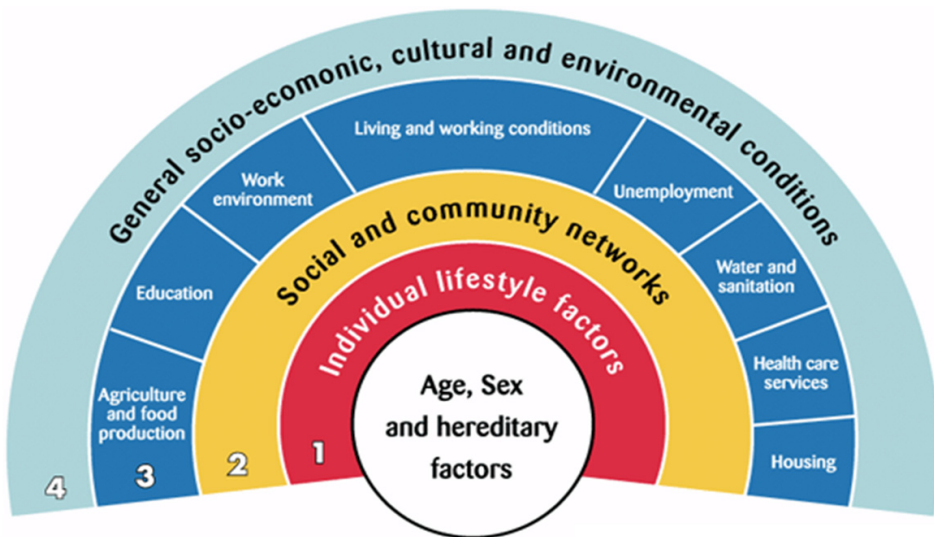 General socio-ecomonic, cultural and environmental conditions
Living and working conditions
Work
environment
Unemployment
Education
Water and
sanitation
Agriculture
and food
production
Health care
services
Housing
Social and community networks
Individual lifestyle factors
Age, Sex
and hereditary
factors
4
3
2
1